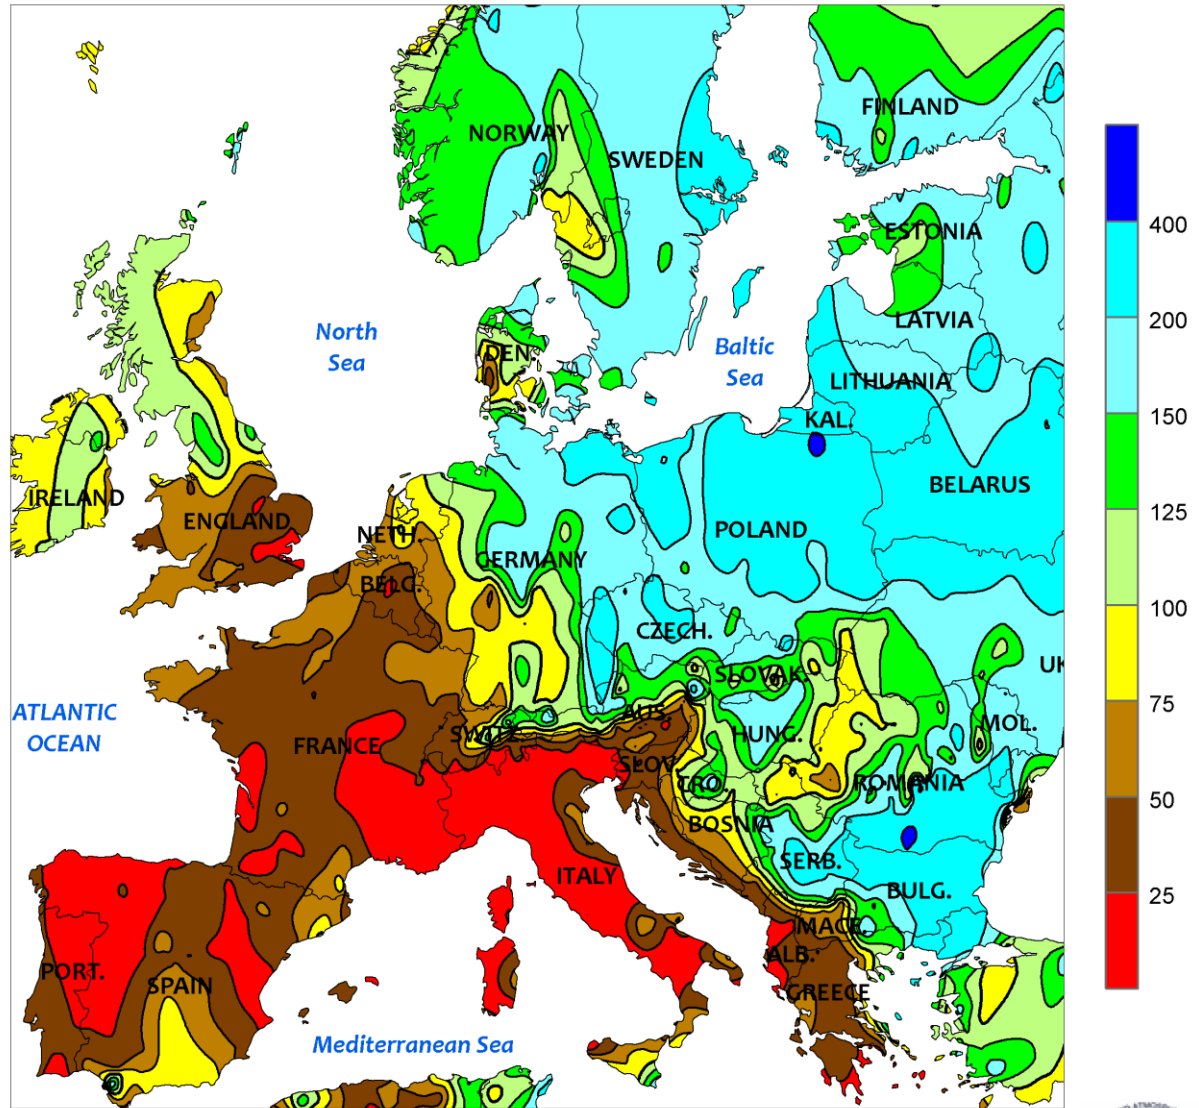 FINLAND
NORWAY
SWEDEN
ESTONIA
LATVIA
North
Sea
DEN.
Baltic
Sea
LITHUANIA
KAL.
BELARUS
IRELAND
ENGLAND
NETH.
POLAND
GERMANY
BELG.
CZECH.
UK
SLOVAK.
ATLANTIC
OCEAN
AUS.
MOL.
SWITZ.
HUNG.
FRANCE
SLOV.
CRO.
ROMANIA
BOSNIA
SERB.
ITALY
BULG.
MACE.
ALB.
PORT.
SPAIN
GREECE
Mediterranean Sea
400
200
150
125
100
75
50
25